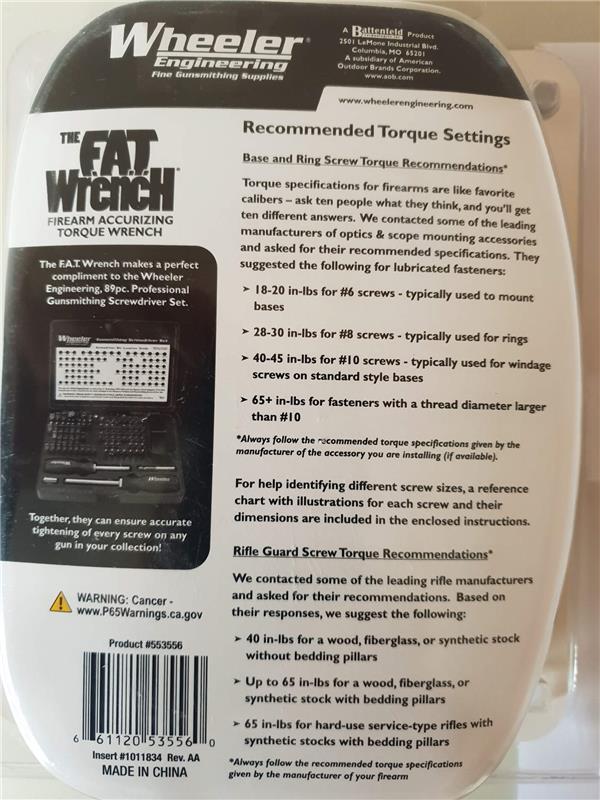 Wheeler®
Engineering
Fine Gunsmithing Supplies
A Battenfeld Product
2501 LeMone Industrial Blvd.
Columbia, MO 65201
A subsidiary of American
Outdoor Brands Corporation.
www.aob.com
www.wheelerengineering.com
THE
F.A.T.
Wrench®
FIREARM ACCURIZING
TORQUE WRENCH
The F.A.T. Wrench makes a perfect
compliment to the Wheeler
Engineering, 89pc. Professional
Gunsmithing Screwdriver Set.
Wheeler
Gunsmithing Screwdriver Set
Wheeler
Together, they can ensure accurate
tightening of every screw on any
gun in your collection!
WARNING: Cancer -
www.P65Warnings.ca.gov
Product #553556
6 61120 53556 0
Insert #1011834 Rev. AA
MADE IN CHINA
Recommended Torque Settings
Base and Ring Screw Torque Recommendations*
Torque specifications for firearms are like favorite
calibers – ask ten people what they think, and you'll get
ten different answers. We contacted some of the leading
manufacturers of optics & scope mounting accessories
and asked for their recommended specifications. They
suggested the following for lubricated fasteners:
➢ 18-20 in-lbs for #6 screws - typically used to mount
bases
➢ 28-30 in-lbs for #8 screws - typically used for rings
➢ 40-45 in-lbs for #10 screws - typically used for windage
screws on standard style bases
➢ 65+ in-lbs for fasteners with a thread diameter larger
than #10
*Always follow the recommended torque specifications given by the
manufacturer of the accessory you are installing (if available).
For help identifying different screw sizes, a reference
chart with illustrations for each screw and their
dimensions are included in the enclosed instructions.
Rifle Guard Screw Torque Recommendations*
We contacted some of the leading rifle manufacturers
and asked for their recommendations. Based on
their responses, we suggest the following:
➢ 40 in-lbs for a wood, fiberglass, or synthetic stock
without bedding pillars
➢ Up to 65 in-lbs for a wood, fiberglass, or
synthetic stock with bedding pillars
➢ 65 in-lbs for hard-use service-type rifles with
synthetic stocks with bedding pillars
*Always follow the recommended torque specifications
given by the manufacturer of your firearm